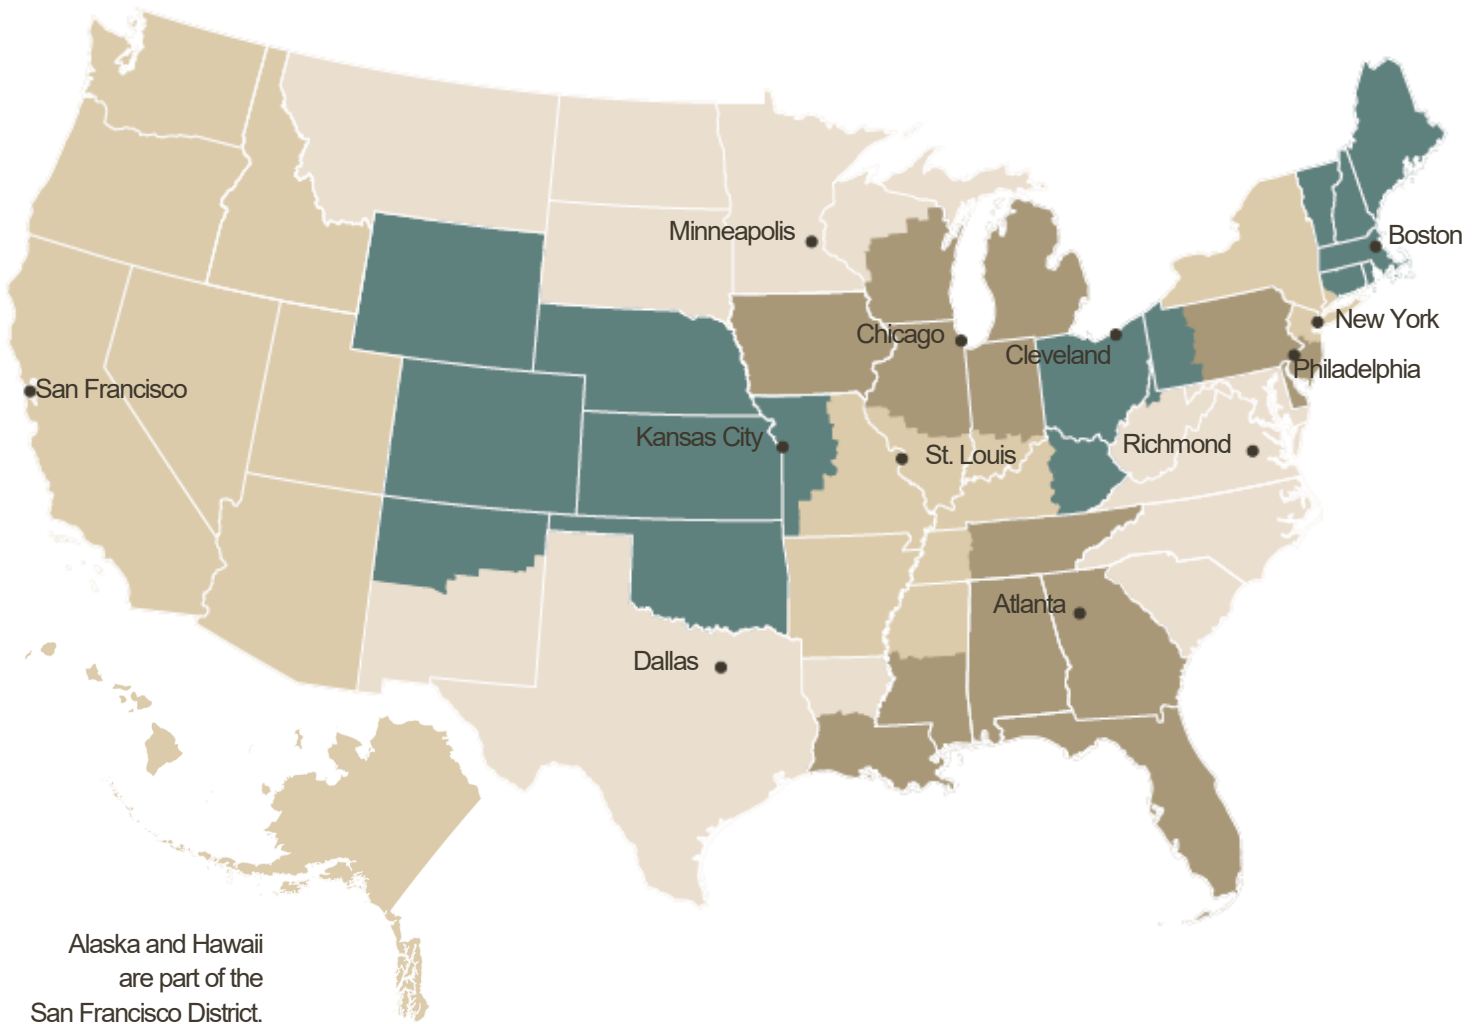 Minneapolis
Boston
New York
Chicago
Cleveland
Philadelphia
San Francisco
Kansas City
Richmond
St. Louis
Atlanta
Dallas
Alaska and Hawaii
are part of the
San Francisco District.